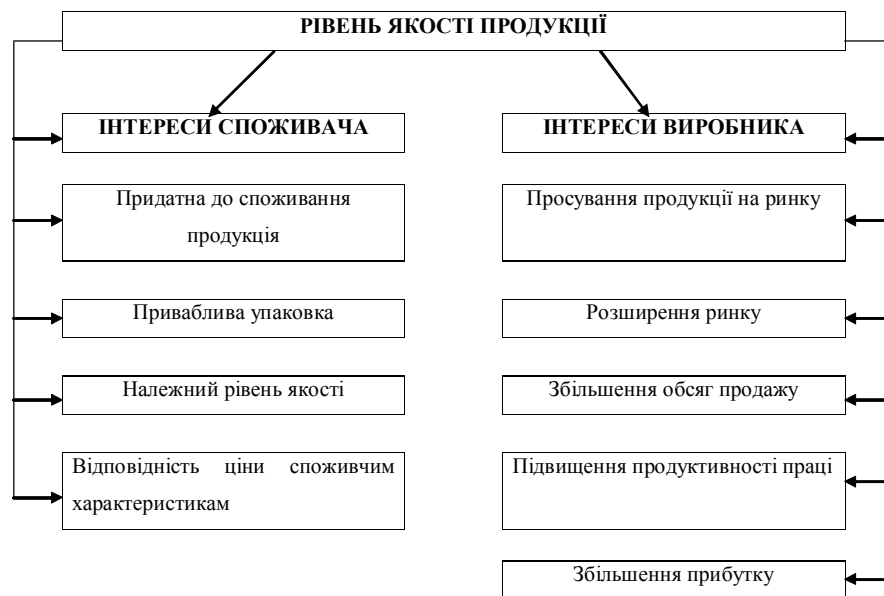 РІВЕНЬ ЯКОСТІ ПРОДУКЦІЇ
ІНТЕРЕСИ СПОЖИВАЧА
Придатна до споживання
продукція
Приваблива упаковка
Належний рівень якості
Відповідність ціни споживчим
характеристикам
ІНТЕРЕСИ ВИРОБНИКА
Просування продукції на ринку
Розширення ринку
Збільшення обсяг продажу
Підвищення продуктивності праці
Збільшення прибутку